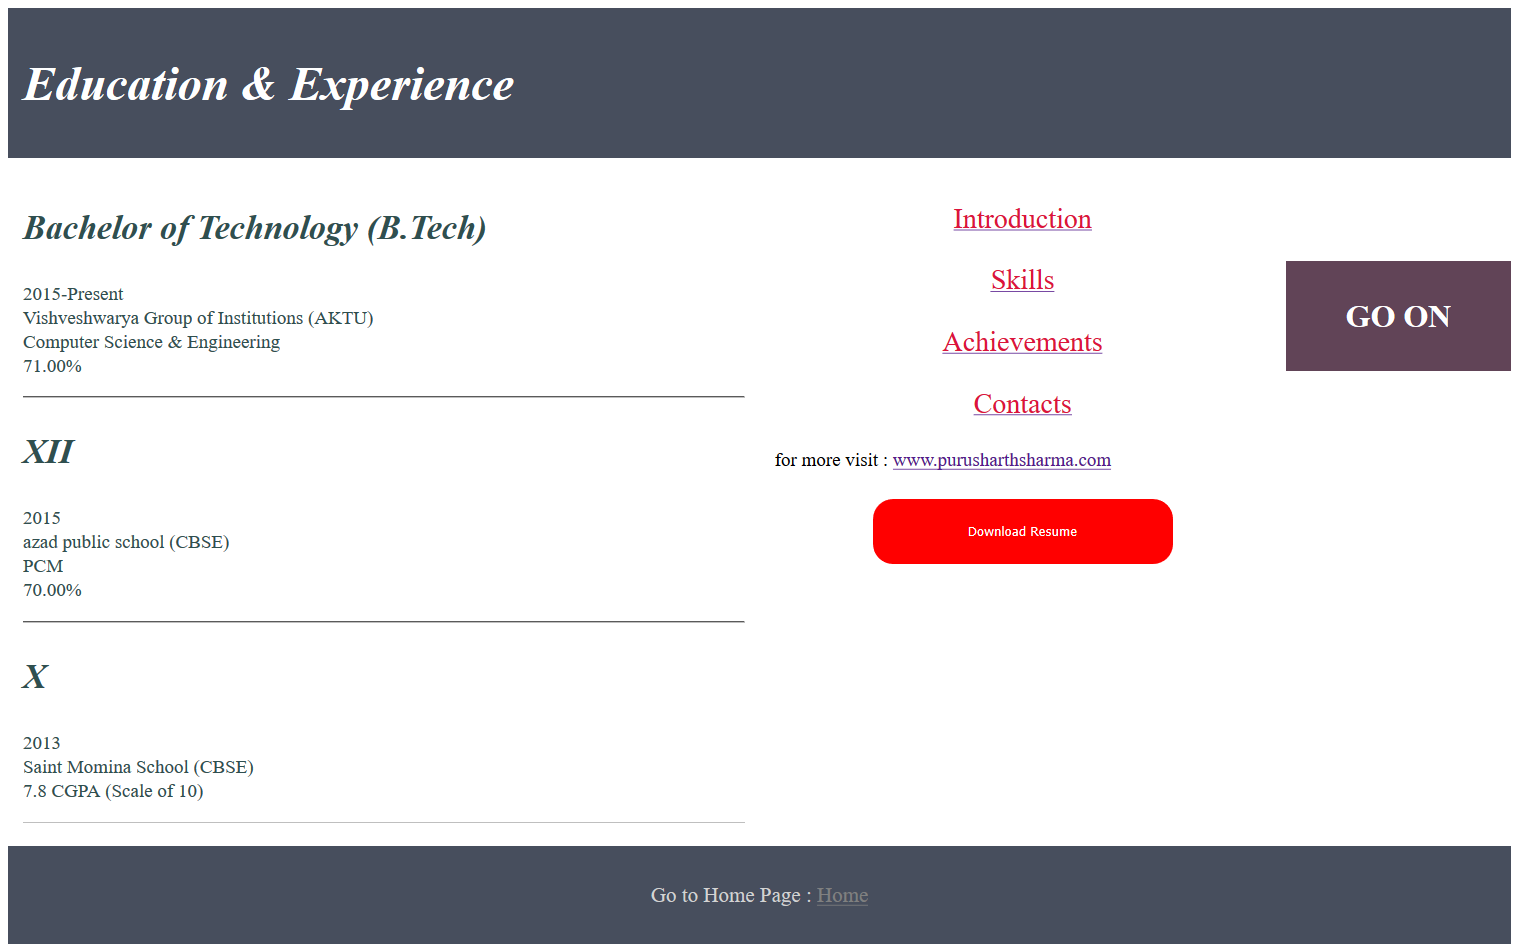 Education & Experience
Bachelor of Technology (B.Tech)
2015-Present
Vishveshwarya Group of Institutions (AKTU)
Computer Science & Engineering
71.00%
XII
2015
azad public school (CBSE)
PCM
70.00%
X
2013
Saint Momina School (CBSE)
7.8 CGPA (Scale of 10)
Introduction
Skills
Achievements
Contacts
for more visit : www.purusharthsharma.com
Download Resume
GO ON
Go to Home Page : Home